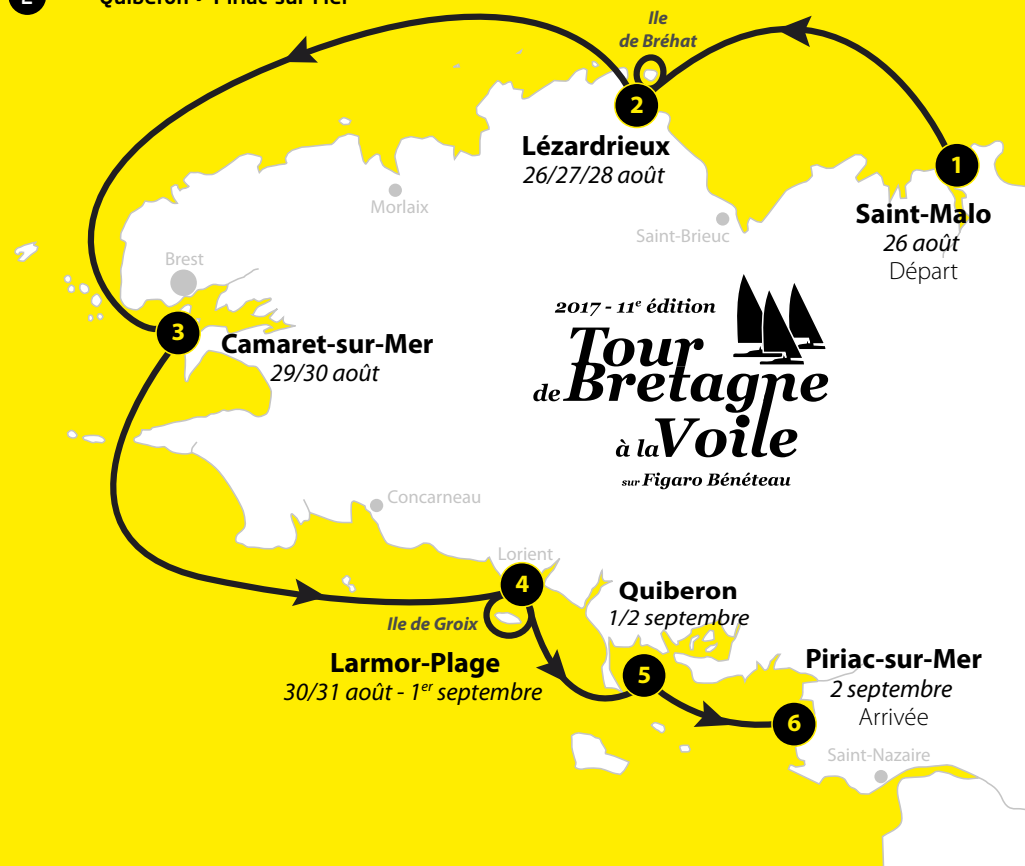 Ile
de Bréhat
2
Lézardrieux
26/27/28 août
1
Saint-Malo
26 août
Départ
Morlaix
Saint-Brieuc
Brest
3
Camaret-sur-Mer
29/30 août
2017 - 11e édition
Tour
de Bretagne
à la Voile
sur Figaro Bénéteau
Concarneau
Lorient
4
Ile de Groix
Larmor-Plage
30/31 août - 1er septembre
Quiberon
1/2 septembre
5
Piriac-sur-Mer
2 septembre
Arrivée
6
Saint-Nazaire